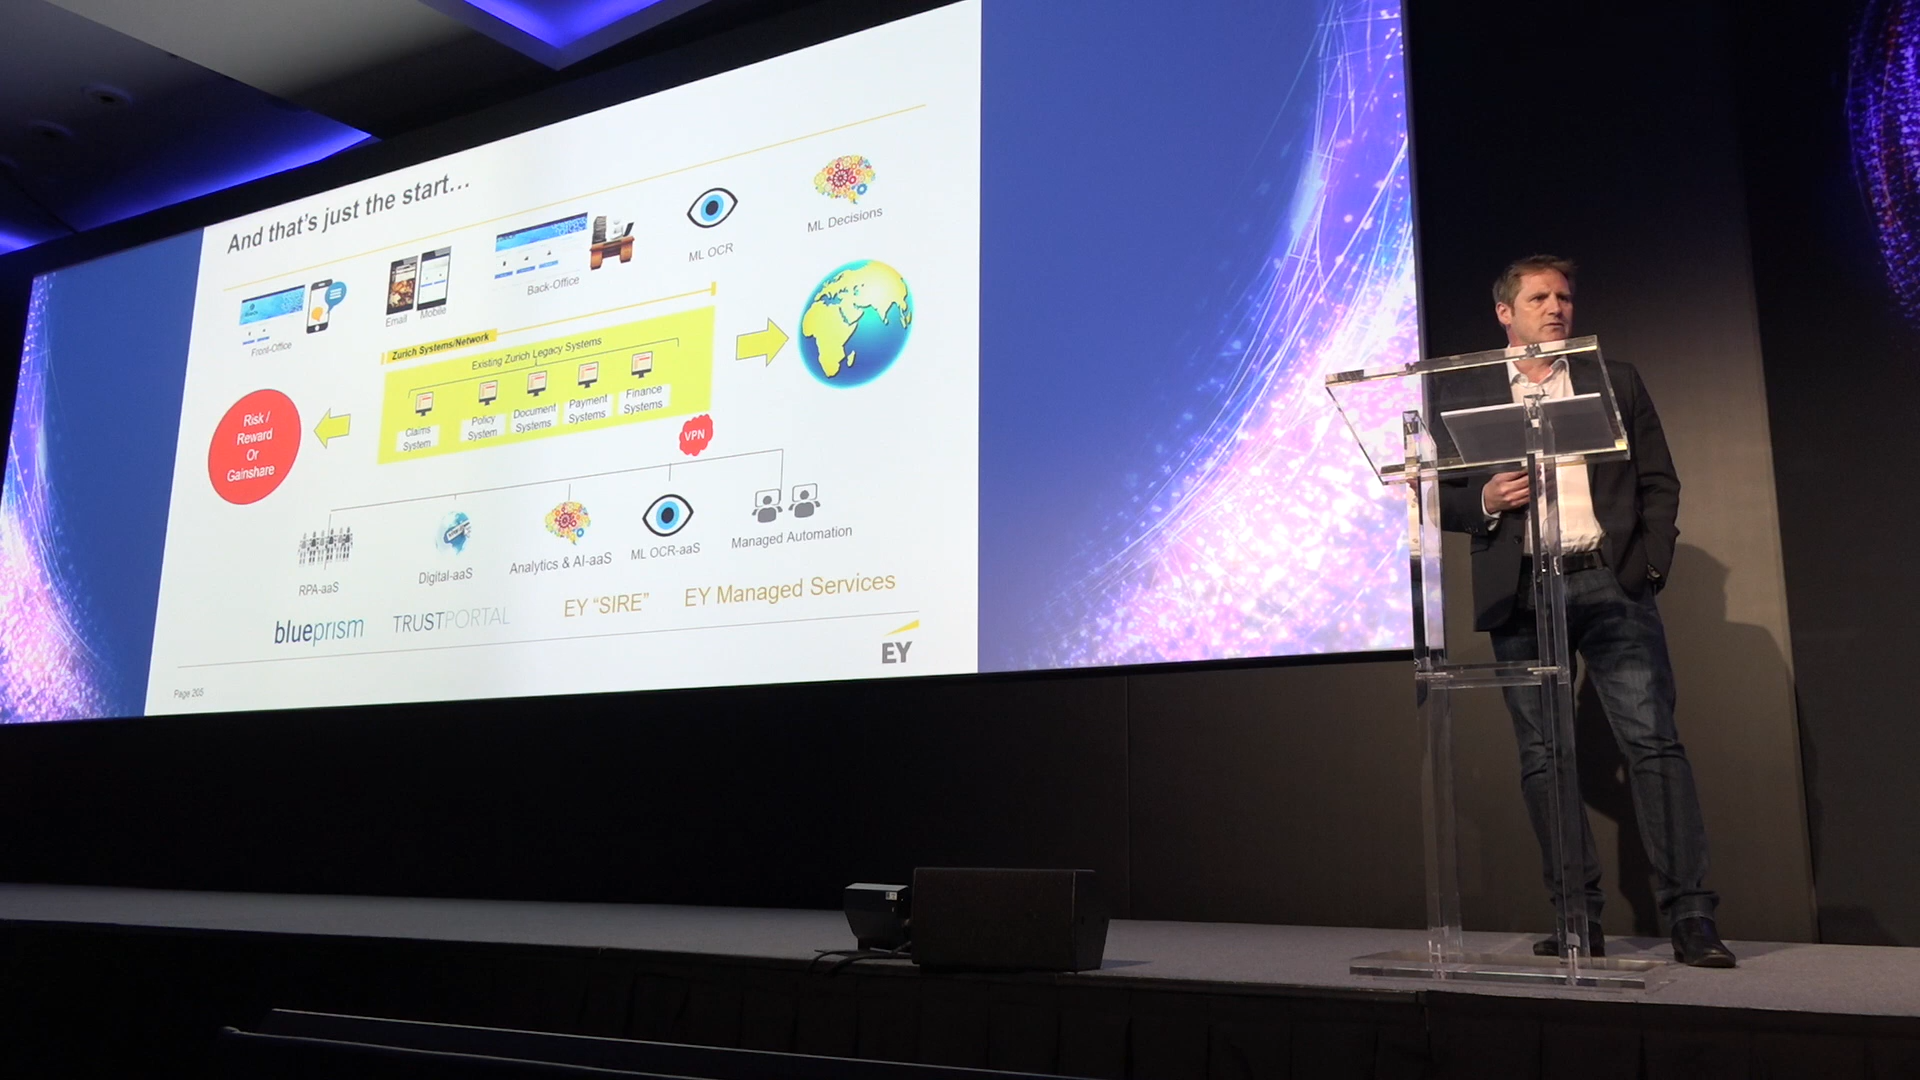 And that's just the start...
ML Decisions
ML OCR
Back-Office
Email
Mobile
Front-Office
Zurich Systems/Network
Existing Zurich Legacy Systems
Claims
System
Policy
System
Document
Systems
Payment
Systems
Finance
Systems
Risk /
Reward
Or
Gainshare
VPN
RPA-aaS
Digital-aaS
Analytics & AI-aaS
ML OCR-aaS
Managed Automation
blueprism
TRUSTPORTAL
EY "SIRE"
EY Managed Services
EY
Page 205